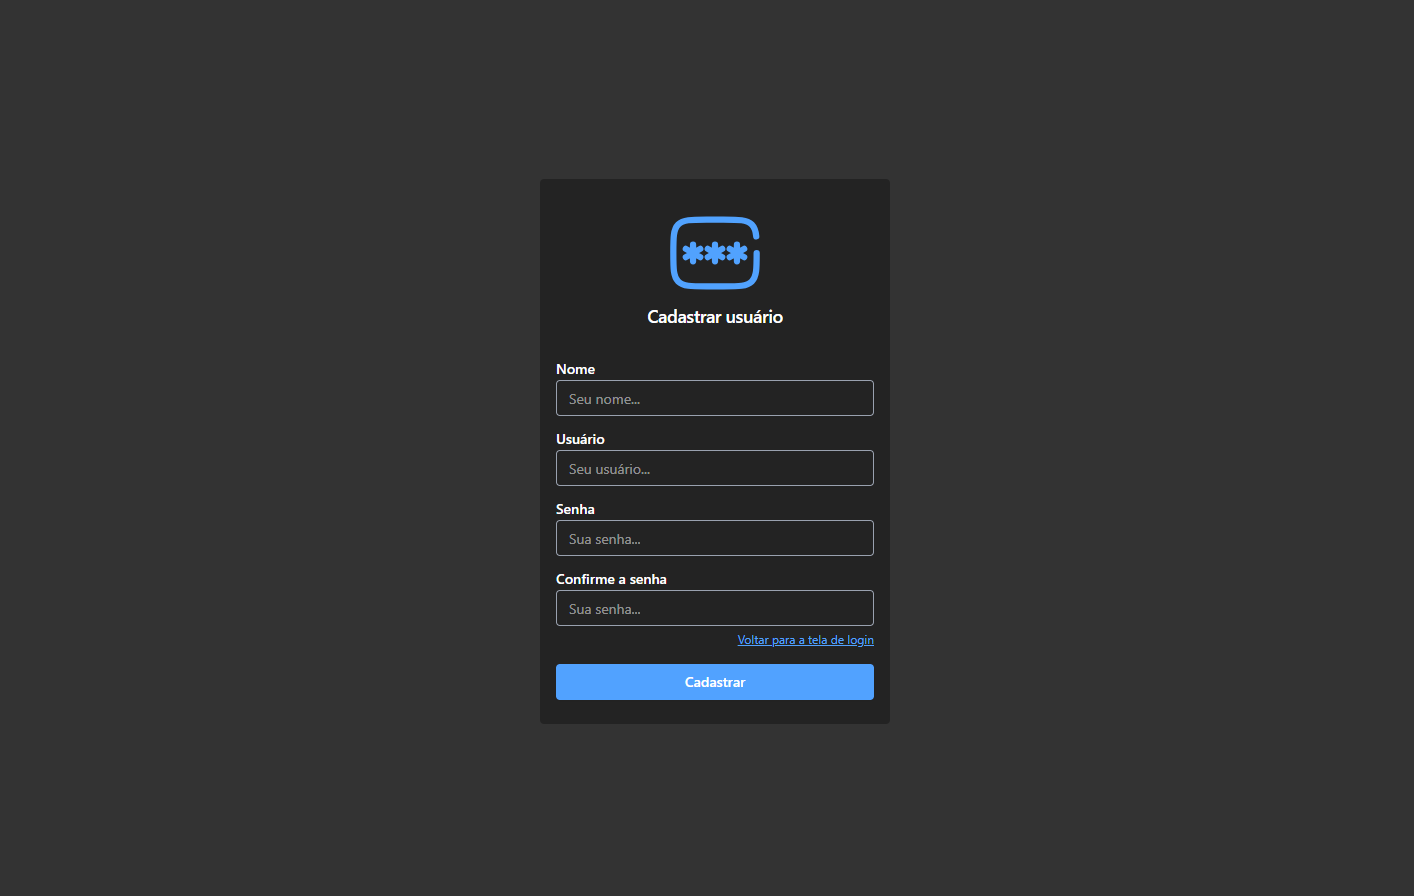 ***
Cadastrar usuário
Nome
Seu nome...
Usuário
Seu usuário...
Senha
Sua senha...
Confirme a senha
Sua senha...
Voltar para a tela de login
Cadastrar